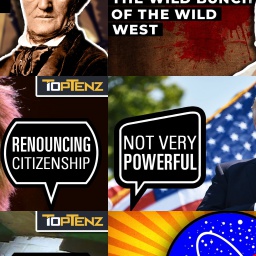 THE WILD BUNCH
OF THE WILD
WEST
TOPTENZ
RENOUNCING
CITIZENSHIP
NOT VERY
POWERFUL
TOPTENZ